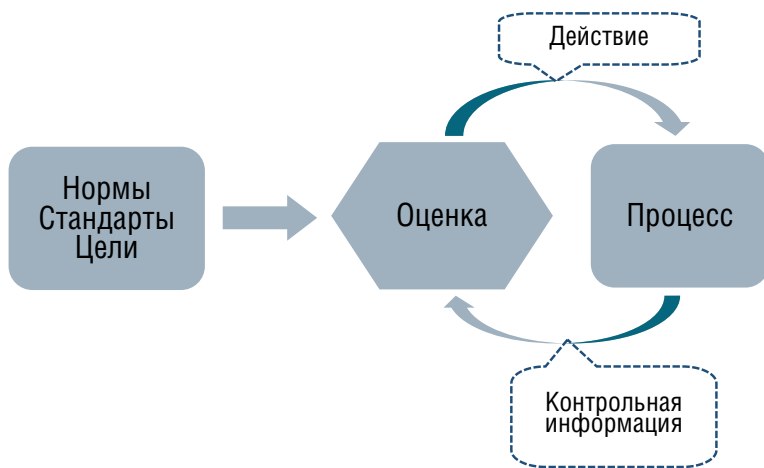 Действие
Нормы
Стандарты
Цели
Оценка
Процесс
Контрольная
информация